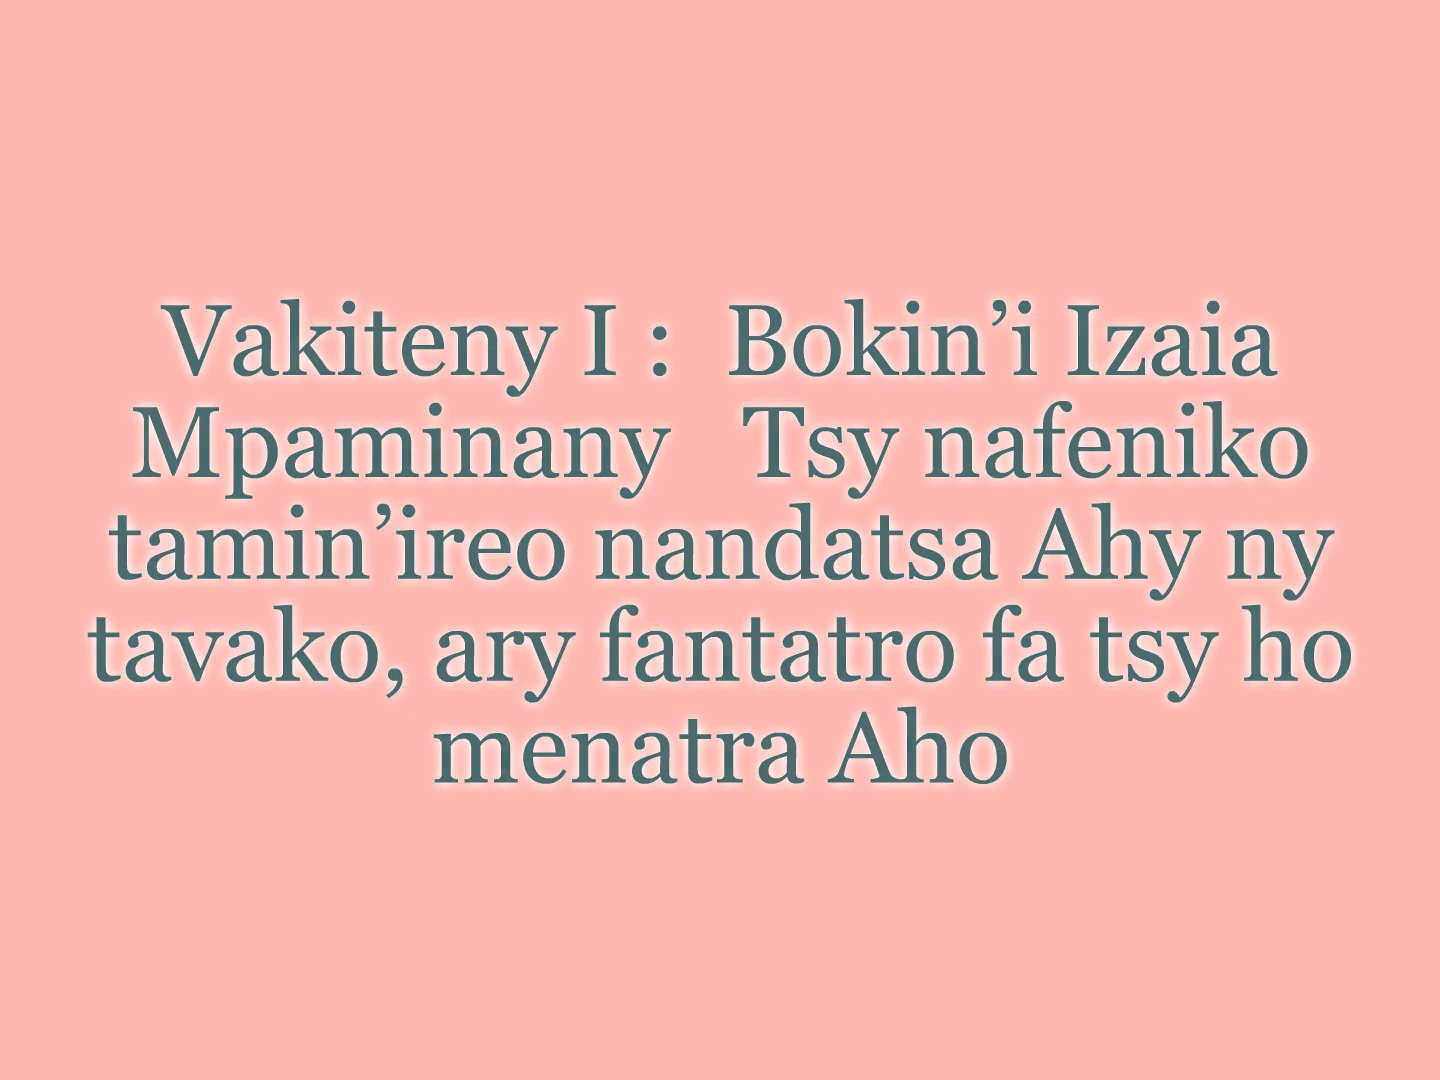 Vakiteny I :  Bokin’i Izaia
Mpaminany   Tsy nafeniko
tamin’ireo nandatsa Ahy ny
tavako, ary fantatro fa tsy ho
menatra Aho